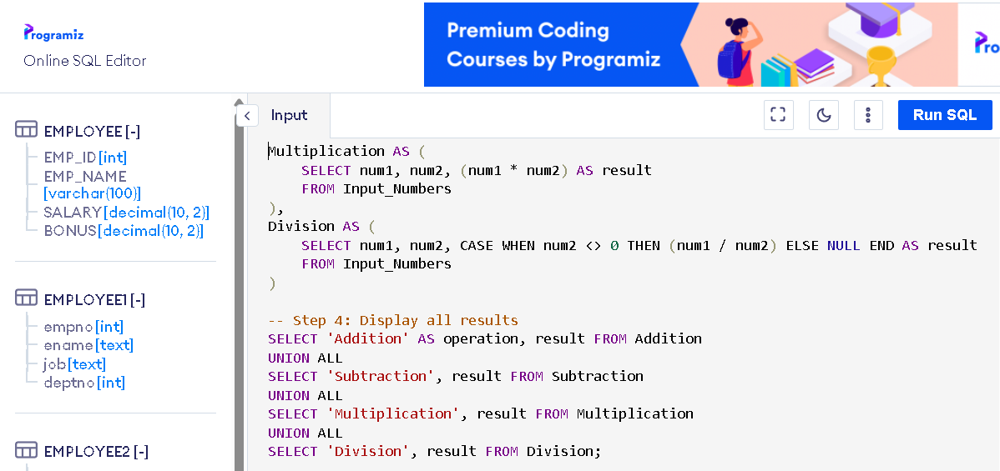 Programiz
Online SQL Editor
Premium Coding
Courses by Programiz
Pro
EMPLOYEE [-]
EMP_ID [int]
EMP_NAME
[varchar(100)]
SALARY [decimal(10, 2)]
BONUS [decimal(10, 2)]
EMPLOYEE1 [-]
empno [int]
ename [text]
job [text]
deptno [int]
EMPLOYEE2 [-]
Input
Run SQL
Multiplication AS (
    SELECT num1, num2, (num1 * num2) AS result
    FROM Input_Numbers
),
Division AS (
    SELECT num1, num2, CASE WHEN num2 <> 0 THEN (num1 / num2) ELSE NULL END AS result
    FROM Input_Numbers
)
-- Step 4: Display all results
SELECT 'Addition' AS operation, result FROM Addition
UNION ALL
SELECT 'Subtraction', result FROM Subtraction
UNION ALL
SELECT 'Multiplication', result FROM Multiplication
UNION ALL
SELECT 'Division', result FROM Division;